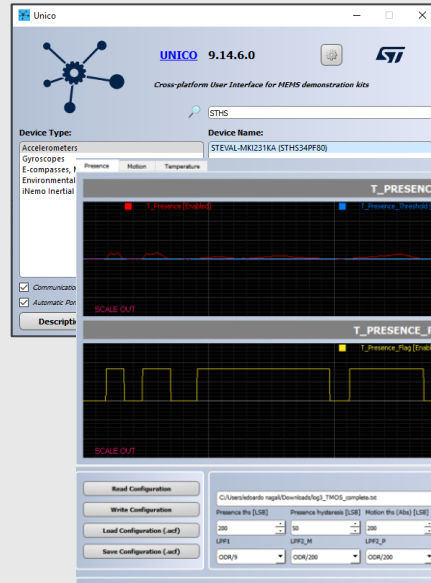 Unico
UNICO 9.14.6.0
Cross-platform User Interface for MEMS demonstration kits
STHS
Device Type:
Device Name:
Accelerometers
STEVAL-MKI231KA (STHS34PF80)
Gyroscopes
E-compasses,
Environmental
iNemo Inertial
Presence Motion Temperature
T_PRESENC
T_Presence [Enabled]
T_Presence_Threshold
SCALE OUT
Communicatio
Automatic Por
Descripti
T_PRESENCE_F
T_Presence_Flag [Enabl
SCALE OUT
Read Configuration
Write Configuration
Load Configuration (.ucf)
Save Configuration (.ucf)
C:/Users/edoardo nagali/Downloads/log3_TMOS_complete.txt
Presence ths [LSB] Presence hysteresis [LSB] Motion ths (Abs) [LSB]
200 50 200
LPF1 LPF2_M LPF2_P
ODR/9 ODR/200 ODR/200